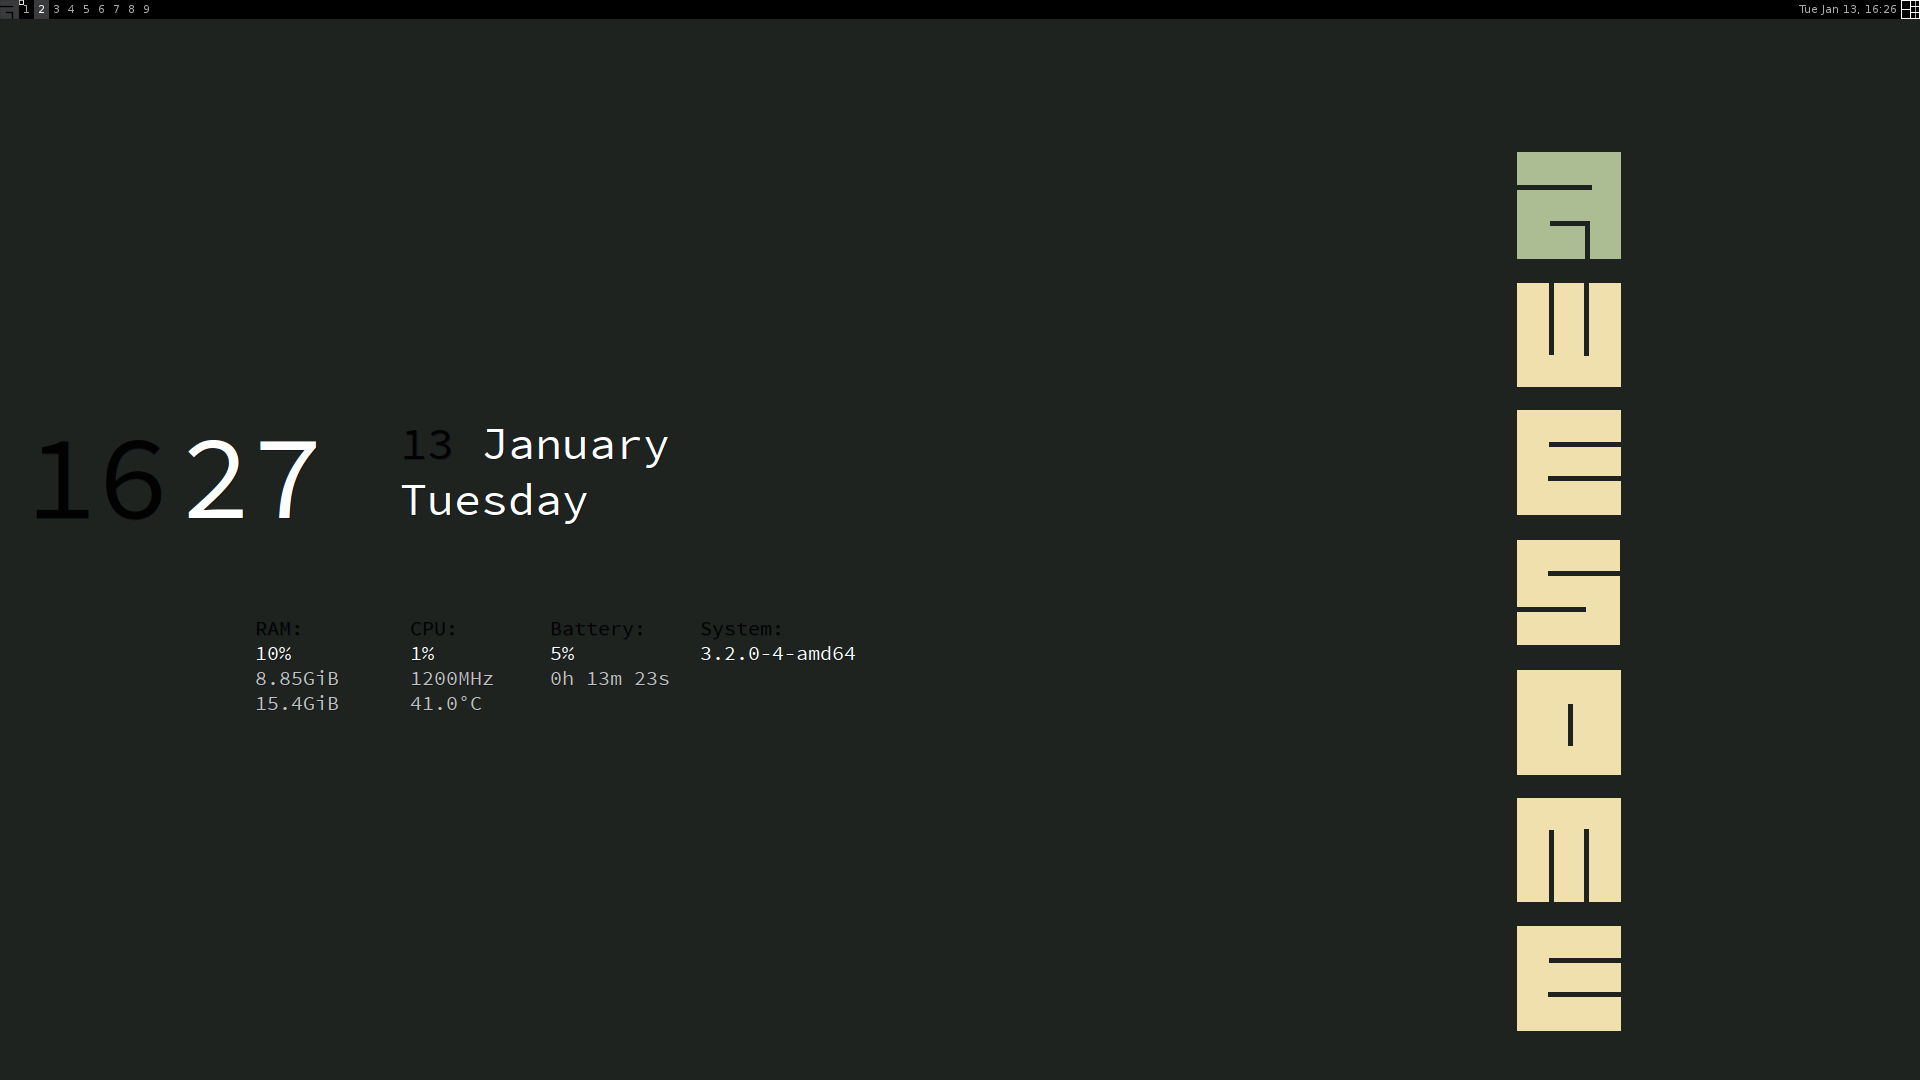 1 2 3 4 5 6 7 8 9
Tue Jan 13, 16:26
16 27
13 January
Tuesday
RAM: CPU: Battery: System:
10% 1% 5% 3.2.0-4-amd64
8.85GiB 1200MHz 0h 13m 23s
15.4GiB 41.0°C
a
w
e
s
o
m
e